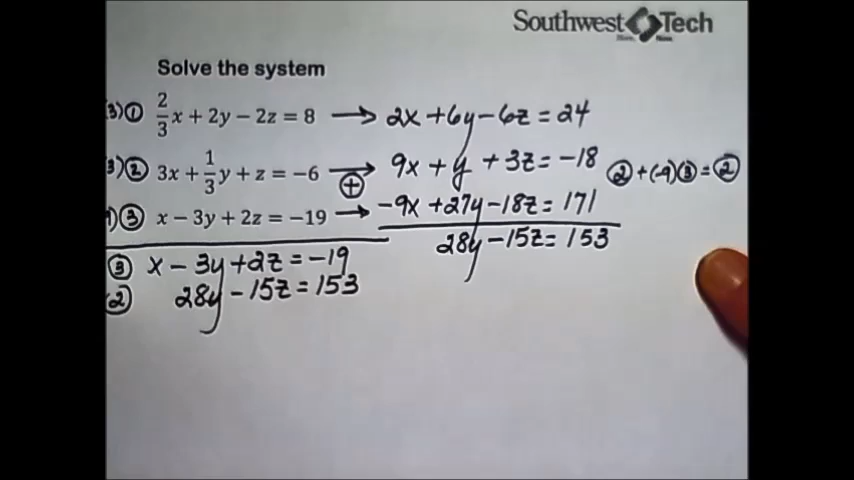 Southwest Tech
Solve the system
3)① 2/3x + 2y − 2z = 8 → 2x + 6y − 6z = 24
3)② 3x + 1/3y + z = −6 → 9x + y + 3z = −18 ② + (−9)③ = ②
)③ x − 3y + 2z = −19 → −9x + 27y − 18z = 171
⊕
28y − 15z = 153
③ x − 3y + 2z = −19
② 28y − 15z = 153